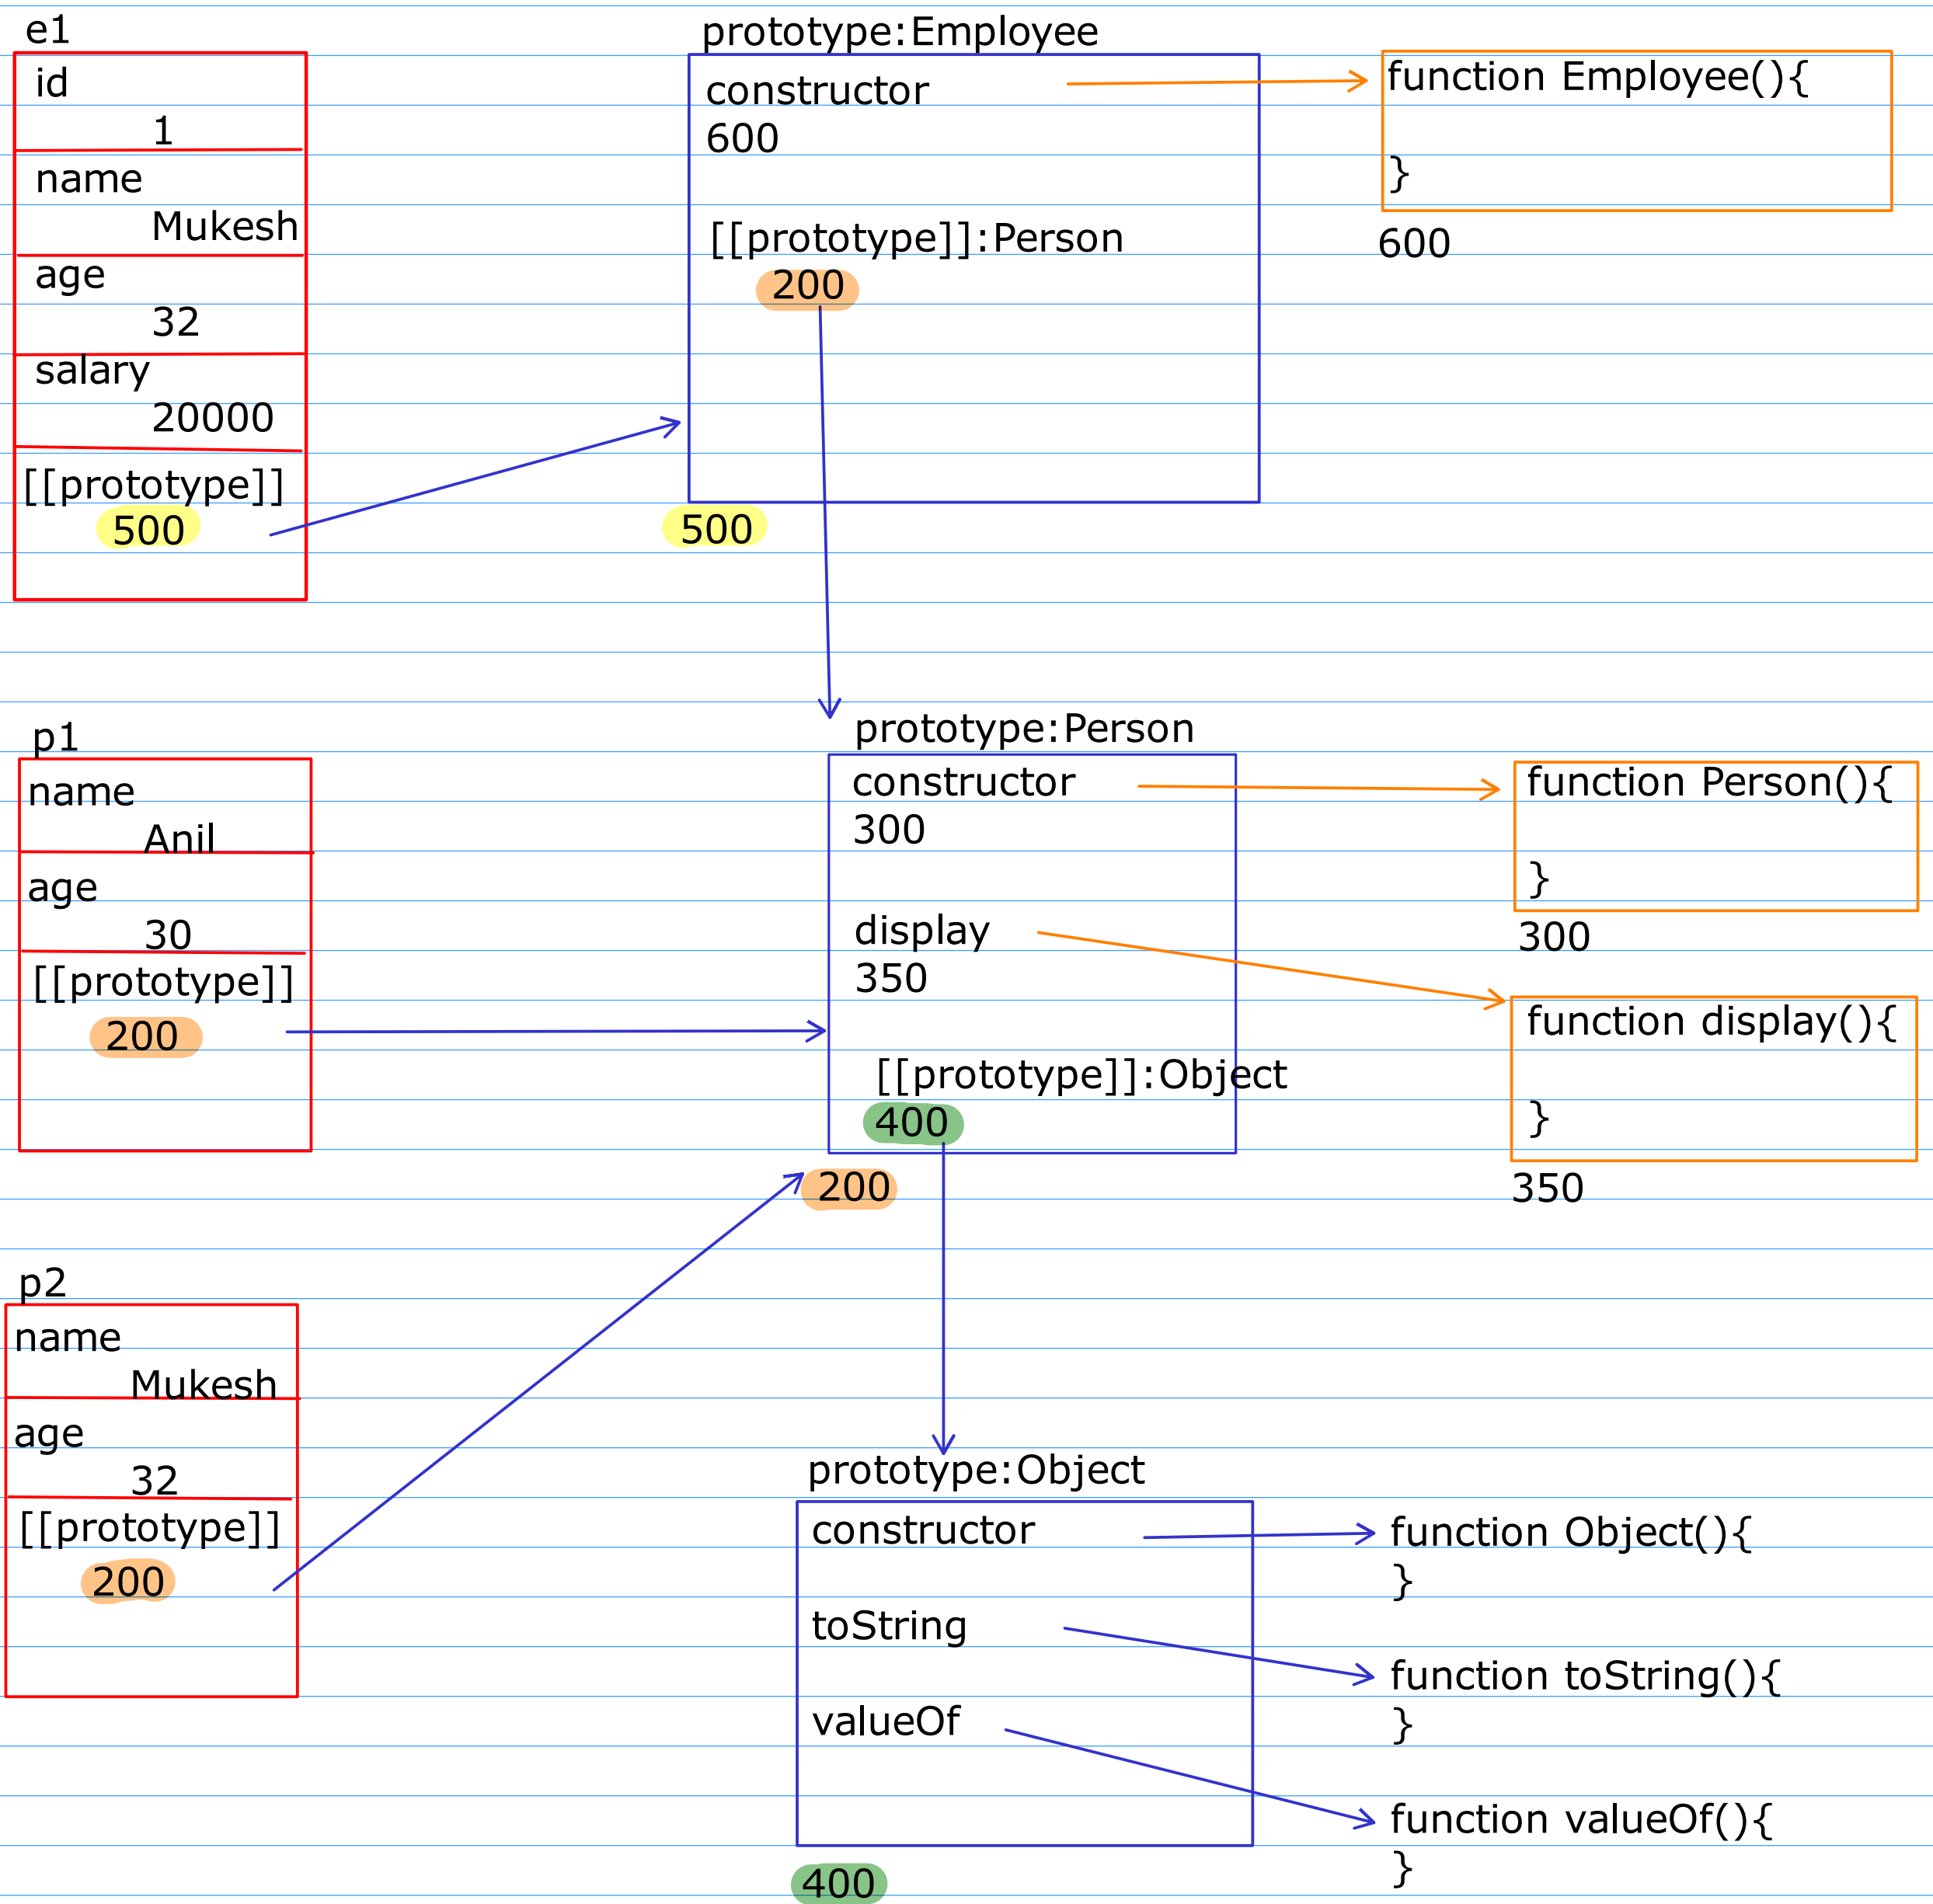 e1
id
1
name
Mukesh
age
32
salary
20000
[[prototype]]
500
prototype:Employee
constructor
600
[[prototype]]:Person
200
500
function Employee(){
}
600
p1
name
Anil
age
30
[[prototype]]
200
prototype:Person
constructor
300
display
350
[[prototype]]:Object
400
200
function Person(){
}
300
function display(){
}
350
p2
name
Mukesh
age
32
[[prototype]]
200
prototype:Object
constructor
toString
valueOf
400
function Object(){
}
function toString(){
}
function valueOf(){
}